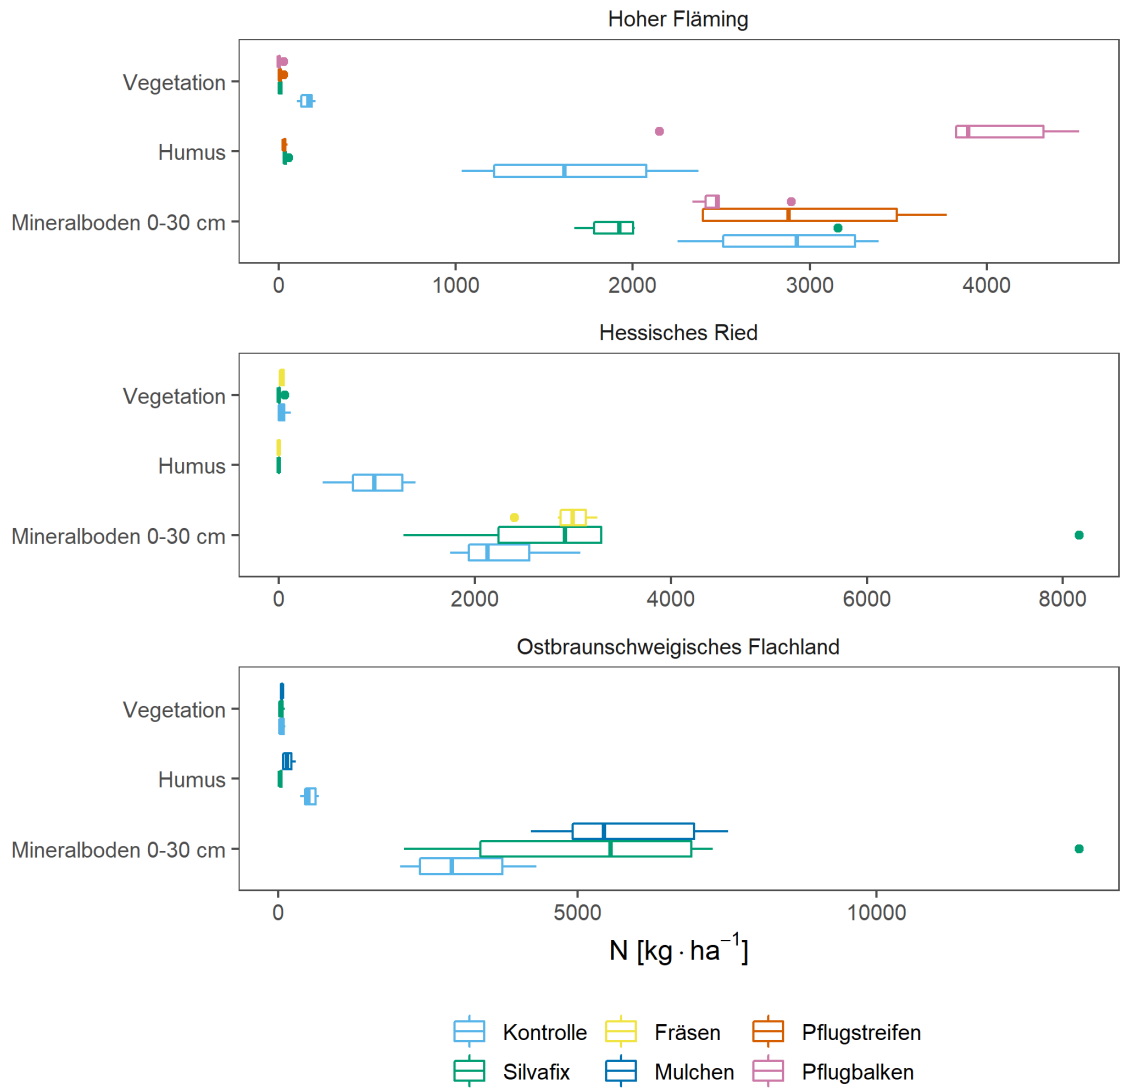 Hoher Fläming
Vegetation
Humus
Mineralboden 0-30 cm
0 1000 2000 3000 4000
Hessisches Ried
Vegetation
Humus
Mineralboden 0-30 cm
0 2000 4000 6000 8000
Ostbraunschweigisches Flachland
Vegetation
Humus
Mineralboden 0-30 cm
0 5000 10000
N [kg · ha⁻¹]
Kontrolle Fräsen Pflugstreifen
Silvafix Mulchen Pflugbalken